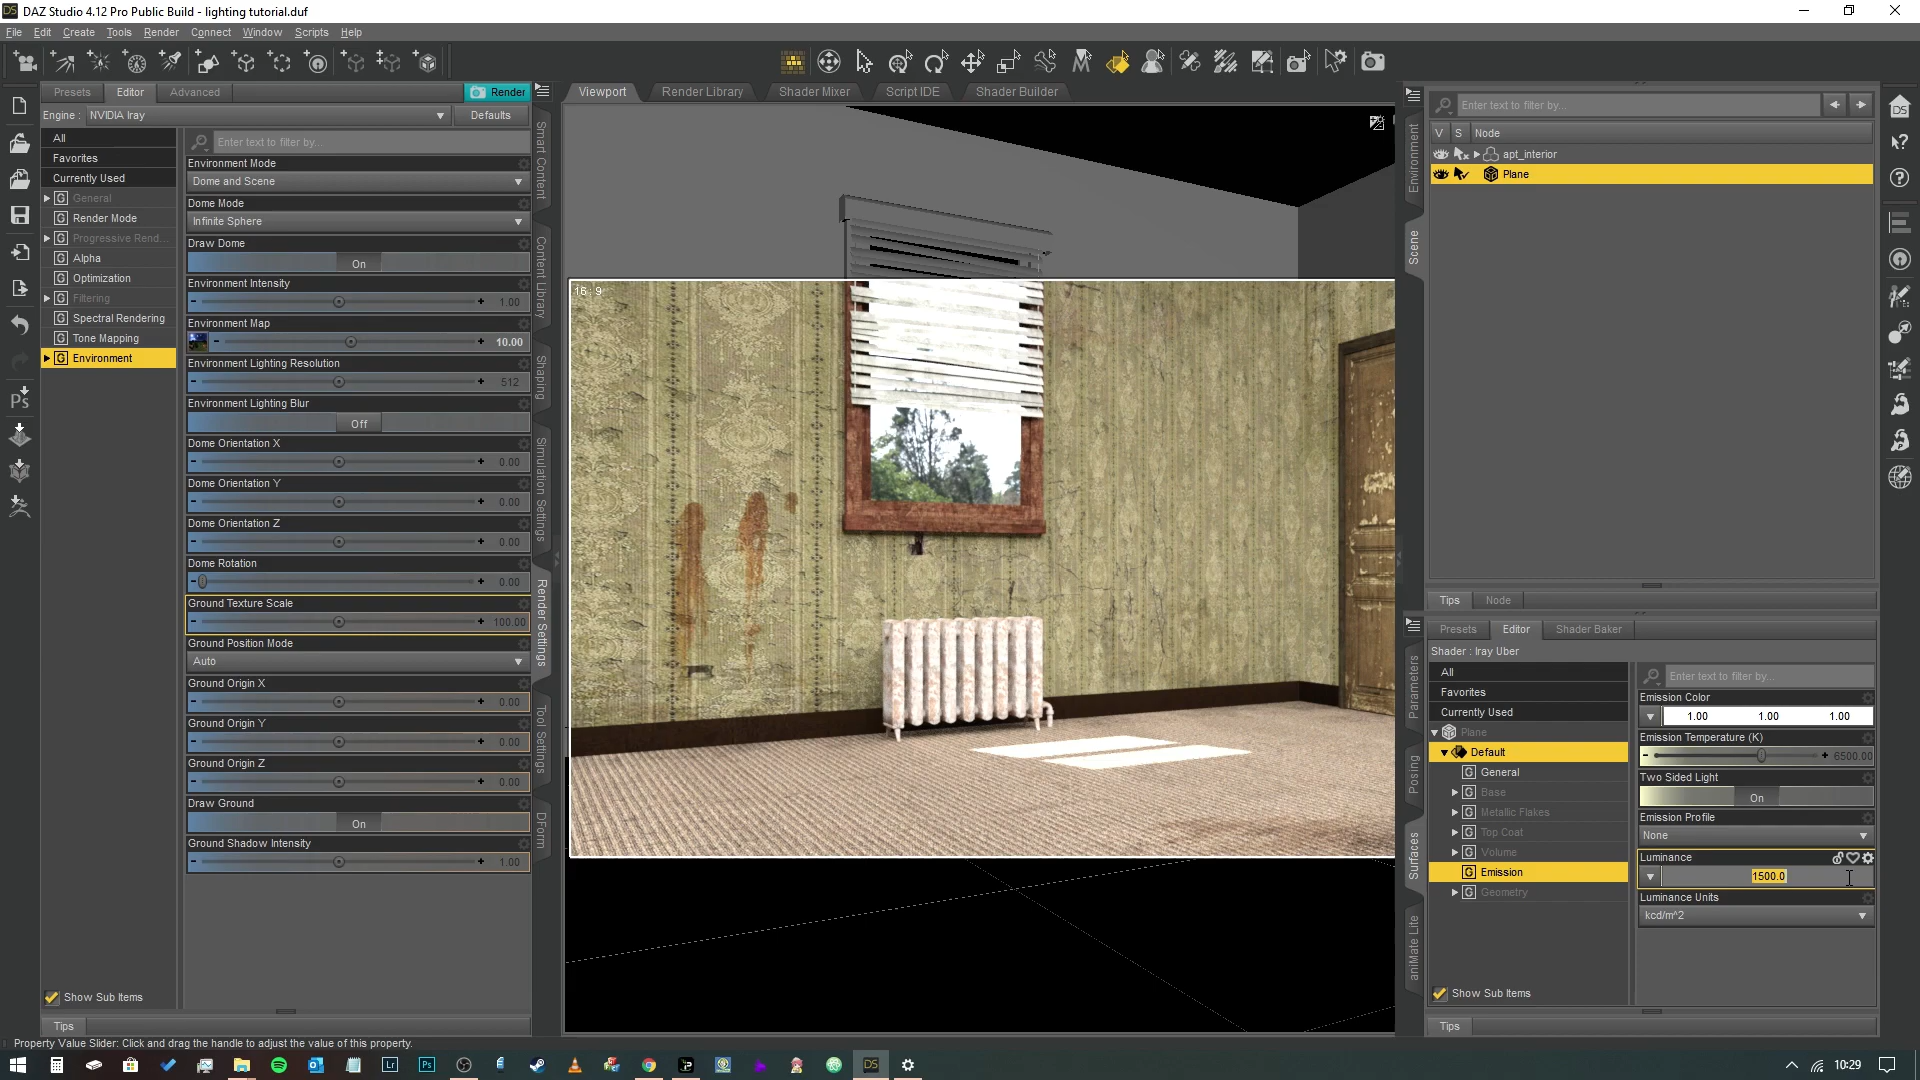 DAZ Studio 4.12 Pro Public Build - lighting tutorial.duf
File Edit Create Tools Render Connect Window Scripts Help
Presets Editor Advanced Render
Engine : NVIDIA Iray Defaults
All
Favorites
Currently Used
General
Render Mode
Progressive Rend...
Alpha
Optimization
Filtering
Spectral Rendering
Tone Mapping
Environment
Show Sub Items
Tips
Enter text to filter by...
Environment Mode
Dome and Scene
Dome Mode
Infinite Sphere
Draw Dome
On
Environment Intensity
1.00
Environment Map
10.00
Environment Lighting Resolution
512
Environment Lighting Blur
Off
Dome Orientation X
0.00
Dome Orientation Y
0.00
Dome Orientation Z
0.00
Dome Rotation
0.00
Ground Texture Scale
100.00
Ground Position Mode
Auto
Ground Origin X
0.00
Ground Origin Y
0.00
Ground Origin Z
0.00
Draw Ground
On
Ground Shadow Intensity
1.00
Smart Content
Content Library
Shaping
Simulation Settings
Render Settings
Tool Settings
DForm
Viewport Render Library Shader Mixer Script IDE Shader Builder
16 : 9
Environment
Scene
Enter text to filter by...
V S Node
apt_interior
Plane
Tips Node
Parameters
Posing
Surfaces
aniMate Lite
Presets Editor Shader Baker
Shader : Iray Uber
All
Favorites
Currently Used
Plane
Default
General
Base
Metallic Flakes
Top Coat
Volume
Emission
Geometry
Show Sub Items
Tips
Enter text to filter by...
Emission Color
1.00 1.00 1.00
Emission Temperature (K)
6500.00
Two Sided Light
On
Emission Profile
None
Luminance
1500.0
Luminance Units
kcd/m^2
Property Value Slider: Click and drag the handle to adjust the value of this property.
10:29